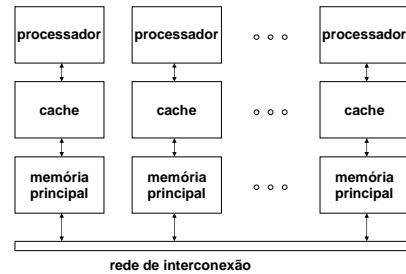 processador processador processador
cache cache cache
memória memória memória
principal principal principal
rede de interconexão